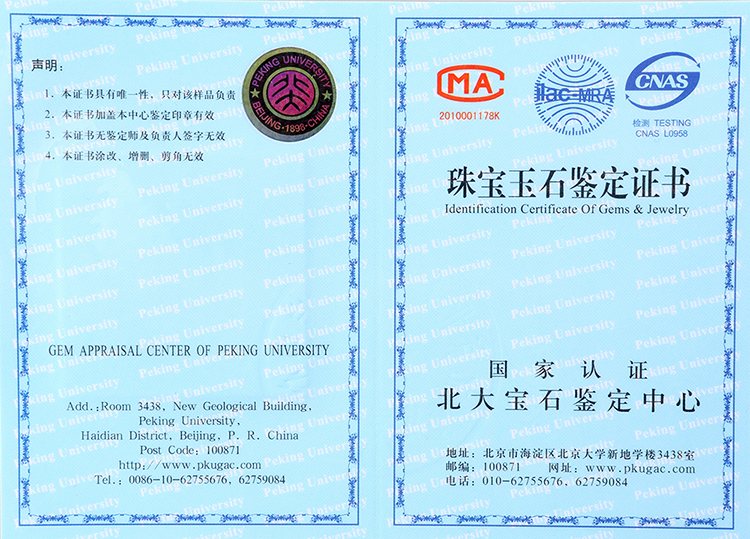 声明：
1．本证书具有唯一性，只对该样品负责
2．本证书加盖本中心鉴定印章有效
3．本证书无鉴定师及负责人签字无效
4．本证书涂改、增删、剪角无效
PEKING UNIVERSITY
BEIJING·1898·CHINA
GEM APPRAISAL CENTER OF PEKING UNIVERSITY
Add.:Room 3438, New Geological Building,
Peking University,
Haidian District, Beijing, P. R. China
Post Code: 100871
http://www.pkugac.com
Tel.: 0086-10-62755676, 62759084
CMA
2010001178K
ilac-MRA
CNAS
检测 TESTING
CNAS L0958
珠宝玉石鉴定证书
Identification Certificate Of Gems & Jewelry
国家认证
北大宝石鉴定中心
地址：北京市海淀区北京大学新地学楼3438室
邮编：100871 网址：www.pkugac.com
电话：010-62755676, 62759084
Peking University